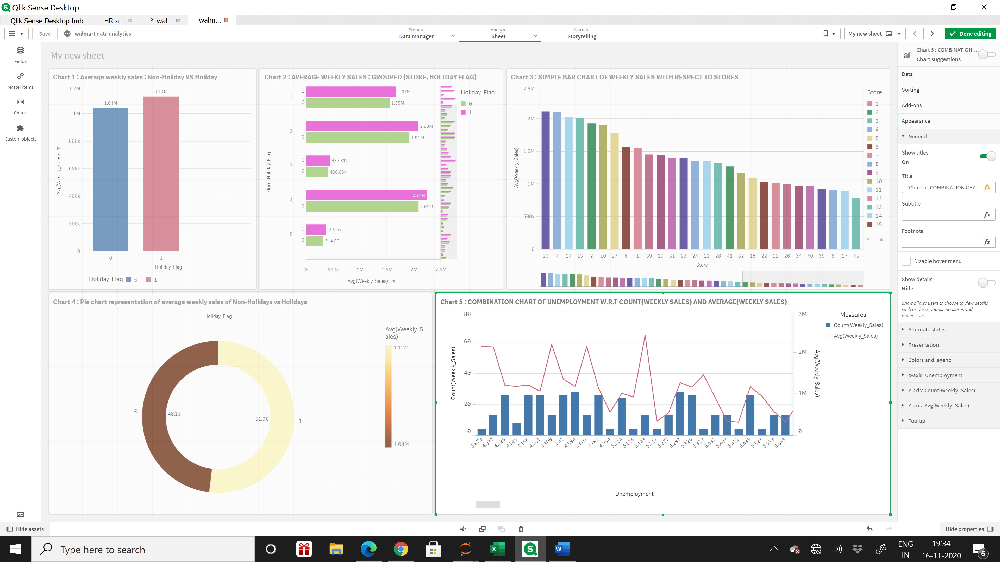 Qlik Sense Desktop
Qlik Sense Desktop hub
HR a...
* wal...
walm...
Save
walmart data analytics
Prepare
Data manager
Analyze
Sheet
Narrate
Storytelling
My new sheet
Done editing
Fields
Master items
Charts
Custom objects
My new sheet
Chart 1 : Average weekly sales : Non-Holiday VS Holiday
Avg(Weekly_Sales)
1.2M
1M
800k
600k
400k
200k
0
1.04M
1.12M
0
1
Holiday_Flag
Holiday_Flag 0 1
Chart 2 : AVERAGE WEEKLY SALES : GROUPED (STORE, HOLIDAY FLAG)
Store, Holiday_Flag
1
1 1.67M
0 1.55M
2
1 2.08M
0 1.91M
3
1 437.81k
0 400.06k
4
1 2.24M
0 2.08M
5
1 359.5k
0 314.89k
0 500k 1M 1.5M 2M 2.5M
Avg(Weekly_Sales)
Holiday_Flag
0
1
Chart 3 : SIMPLE BAR CHART OF WEEKLY SALES WITH RESPECT TO STORES
Avg(Weekly_Sales)
2.5M
2M
1.5M
1M
500k
0
20 4 14 13 2 10 27 6 1 39 19 31 23 24 11 28 41 32 18 22 12 26 34 40 35 8 17 45
Store
Store
1
2
3
4
5
6
7
8
9
10
11
12
13
14
15
Chart 4 : Pie chart representation of average weekly sales of Non-Holidays vs Holidays
Holiday_Flag
0
48.1%
51.9%
1
Avg(Weekly_S-
ales)
1.12M
1.04M
Chart 5 : COMBINATION CHART OF UNEMPLOYMENT W.R.T COUNT(WEEKLY SALES) AND AVERAGE(WEEKLY SALES)
Count(Weekly_Sales)
80
60
40
20
0
3M
2M
1M
0
Avg(Weekly_Sales)
3.879 4.077 4.125 4.145 4.156 4.261 4.308 4.42 4.584 4.607 4.781 4.954 5.114 5.124 5.143 5.217 5.277 5.287 5.326 5.329 5.401 5.407 5.422 5.435 5.527 5.539 5.603
Unemployment
Measures
Count(Weekly_Sales)
Avg(Weekly_Sales)
Chart 5 : COMBINATION ...
Chart suggestions
Data
Sorting
Add-ons
Appearance
General
Show titles
On
Title
='Chart 5 : COMBINATION CHA
fx
Subtitle
fx
Footnote
fx
Disable hover menu
Show details
Hide
Show allows users to choose to view details
such as descriptions, measures and
dimensions.
Alternate states
Presentation
Colors and legend
X-axis: Unemployment
Y-axis: Count(Weekly_Sales)
Y-axis: Avg(Weekly_Sales)
Tooltip
Hide assets
Hide properties
Type here to search
ENG
IN
19:34
16-11-2020
6